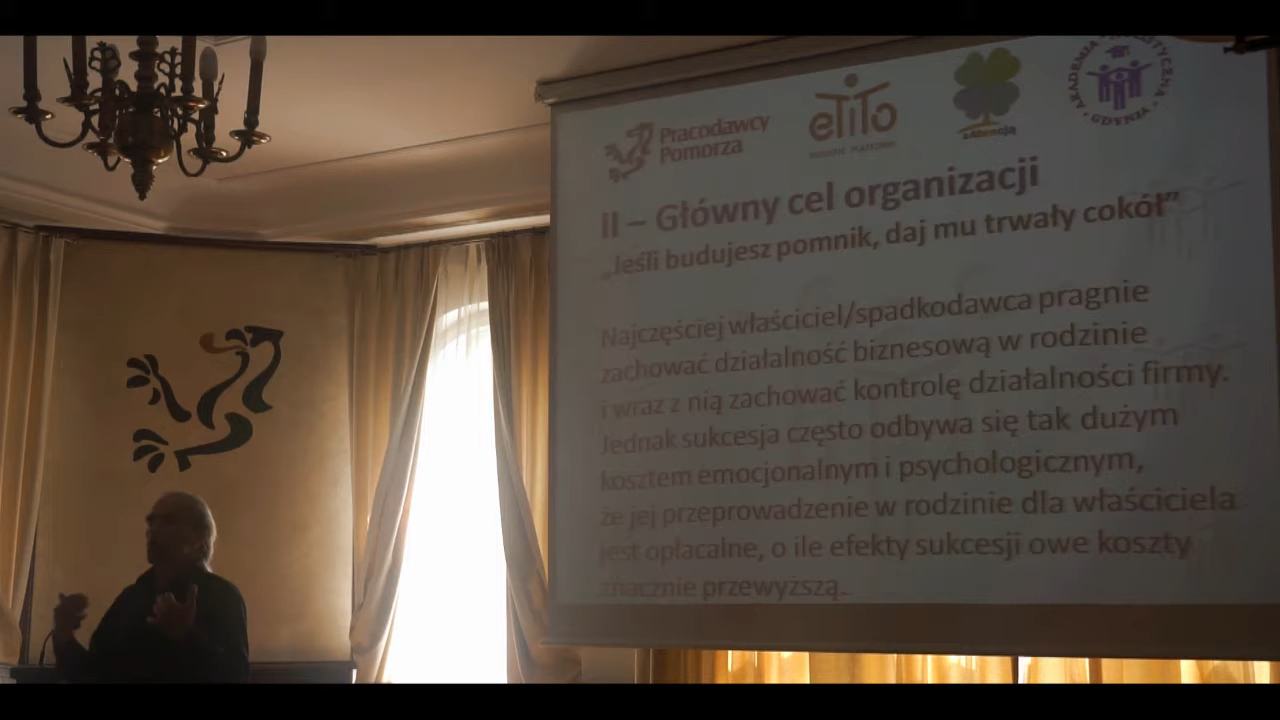 Pracodawcy
Pomorza
etito
AKADEMIA
GDYNIA
II – Główny cel organizacji
„Jeśli budujesz pomnik, daj mu trwały cokół”
Najczęściej właściciel/spadkodawca pragnie
zachować działalność biznesową w rodzinie
i wraz z nią zachować kontrolę działalności firmy.
Jednak sukcesja często odbywa się tak dużym
kosztem emocjonalnym i psychologicznym,
że jej przeprowadzenie w rodzinie dla właściciela
jest opłacalne, o ile efekty sukcesji owe koszty
znacznie przewyższą.